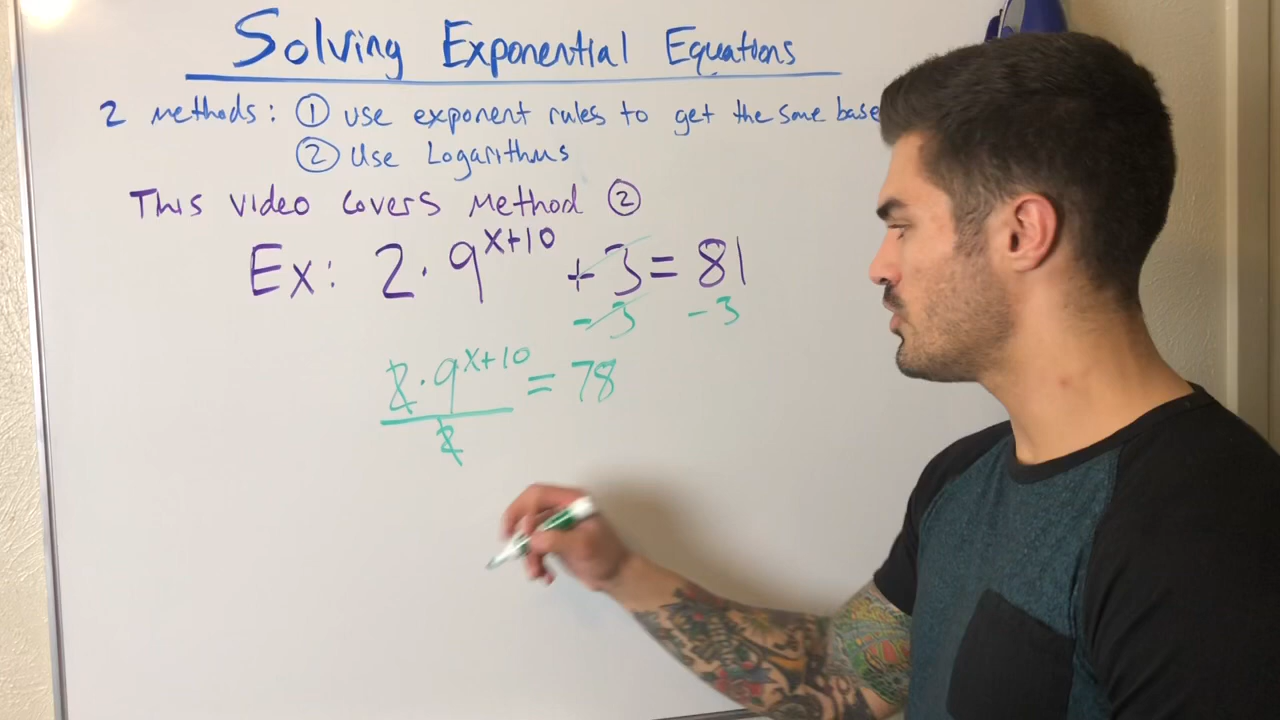 Solving Exponential Equations
2 methods: ① use exponent rules to get the same base
② Use Logarithms
This video covers Method ②
Ex: 2 · 9^(x+10) + 3 = 81
- 3 - 3
2 · 9^(x+10) = 78
2